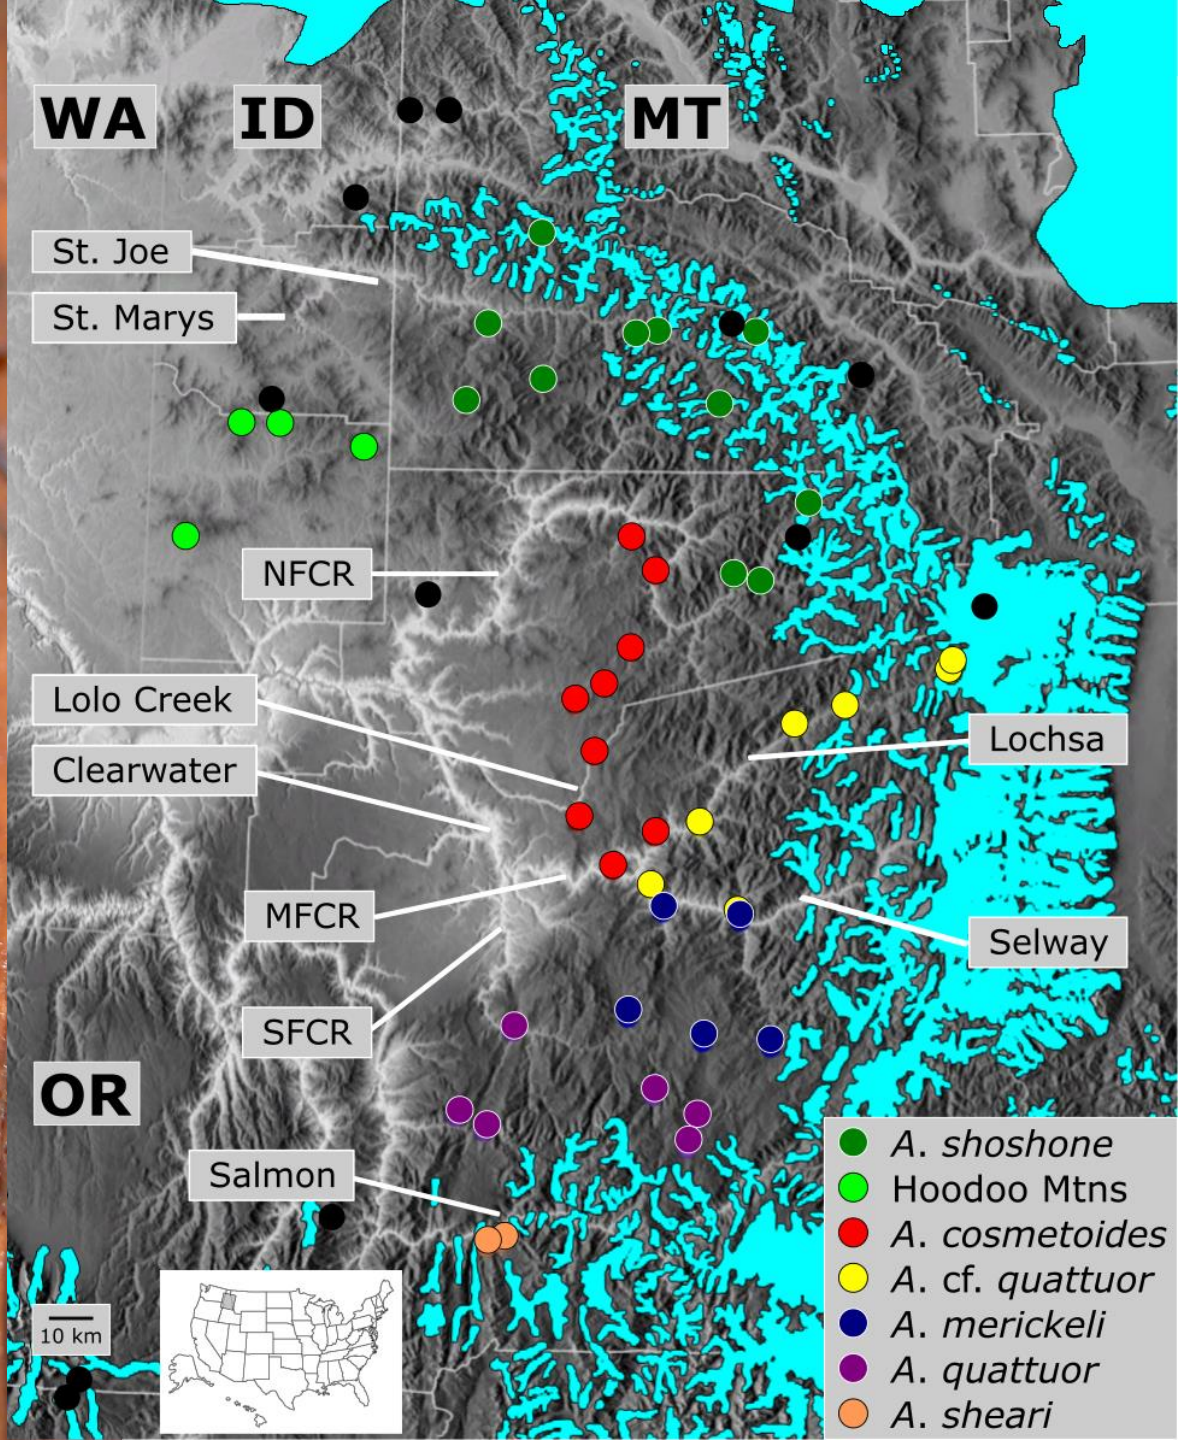 WA
ID
MT
St. Joe
St. Marys
NFCR
Lolo Creek
Lochsa
Clearwater
MFCR
Selway
SFCR
OR
Salmon
10 km
A. shoshone
Hoodoo Mtns
A. cosmetoides
A. cf. quattuor
A. merickeli
A. quattuor
A. sheari